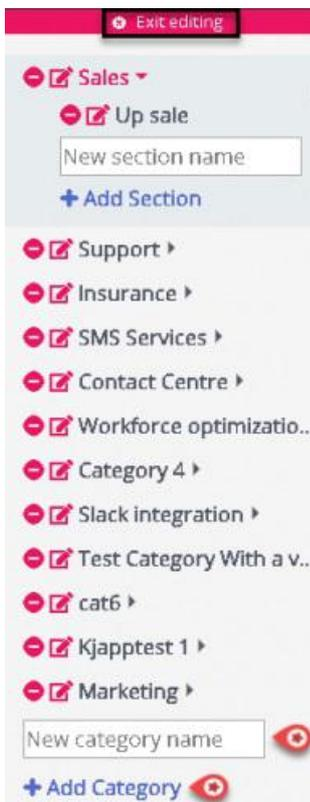 Exit editing
Sales
Up sale
New section name
Add Section
Support
Insurance
SMS Services
Contact Centre
Workforce optimizatio..
Category 4
Slack integration
Test Category With a v..
cat6
Kjapptest 1
Marketing
New category name
+ Add Category